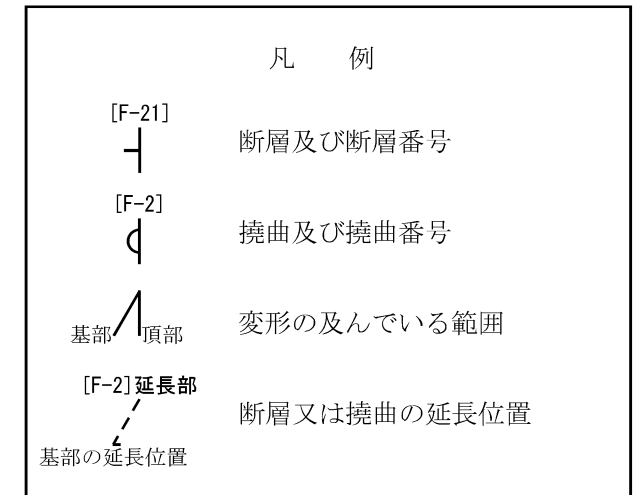 凡 例
[F-21]
断層及び断層番号
[F-2]
撓曲及び撓曲番号
基部 頂部
変形の及んでいる範囲
[F-2]延長部
断層又は撓曲の延長位置
基部の延長位置